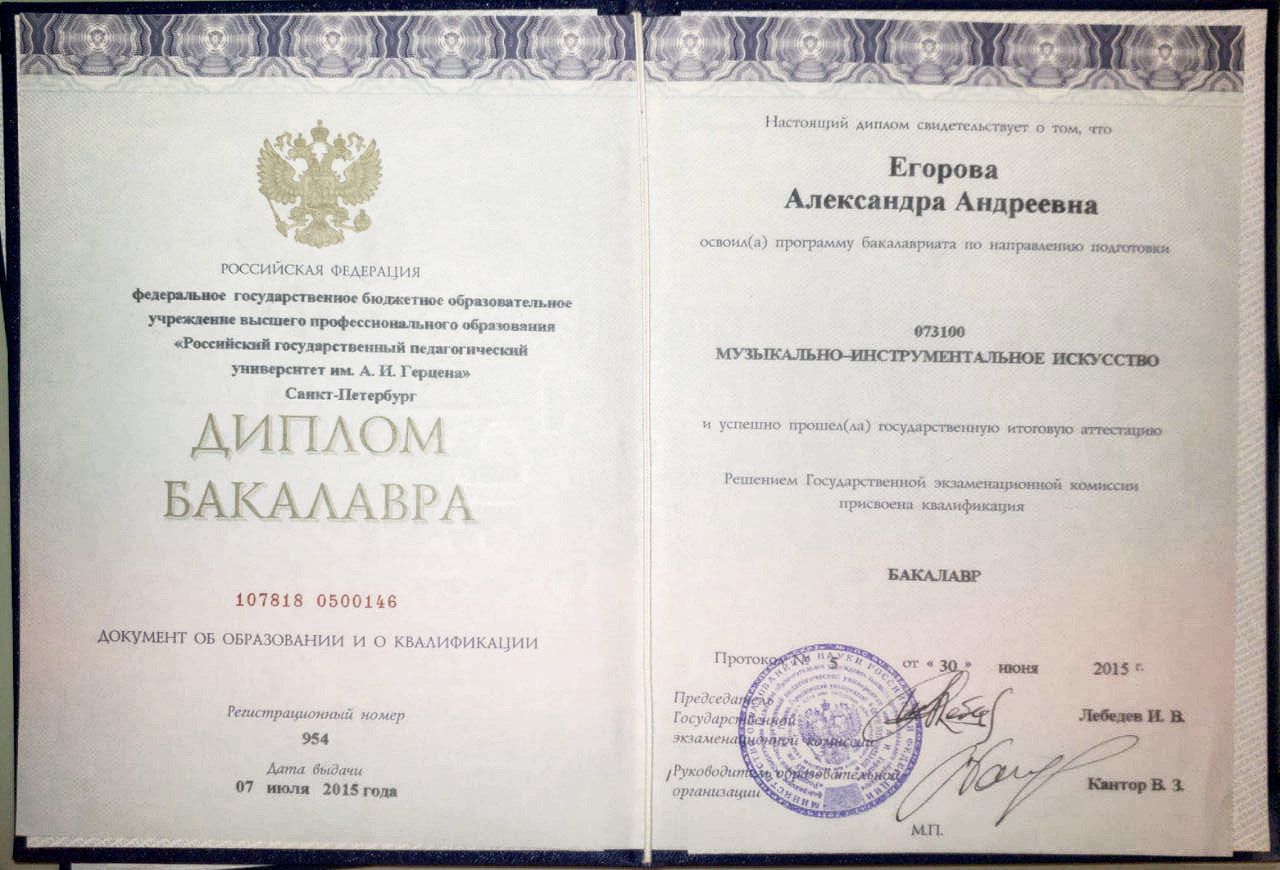 РОССИЙСКАЯ ФЕДЕРАЦИЯ
федеральное государственное бюджетное образовательное
учреждение высшего профессионального образования
«Российский государственный педагогический
университет им. А. И. Герцена»
Санкт-Петербург
ДИПЛОМ
БАКАЛАВРА
107818 0500146
ДОКУМЕНТ ОБ ОБРАЗОВАНИИ И О КВАЛИФИКАЦИИ
Регистрационный номер
954
Дата выдачи
07 июля 2015 года
Настоящий диплом свидетельствует о том, что
Егорова
Александра Андреевна
освоил(а) программу бакалавриата по направлению подготовки
073100
МУЗЫКАЛЬНО–ИНСТРУМЕНТАЛЬНОЕ ИСКУССТВО
и успешно прошел(ла) государственную итоговую аттестацию
Решением Государственной экзаменационной комиссии
присвоена квалификация
БАКАЛАВР
Протокол № 5 от « 30 » июня 2015 г.
Председатель
Государственной
экзаменационной комиссии
Лебедев И. В.
Руководитель образовательной
организации
Кантор В. З.
М.П.